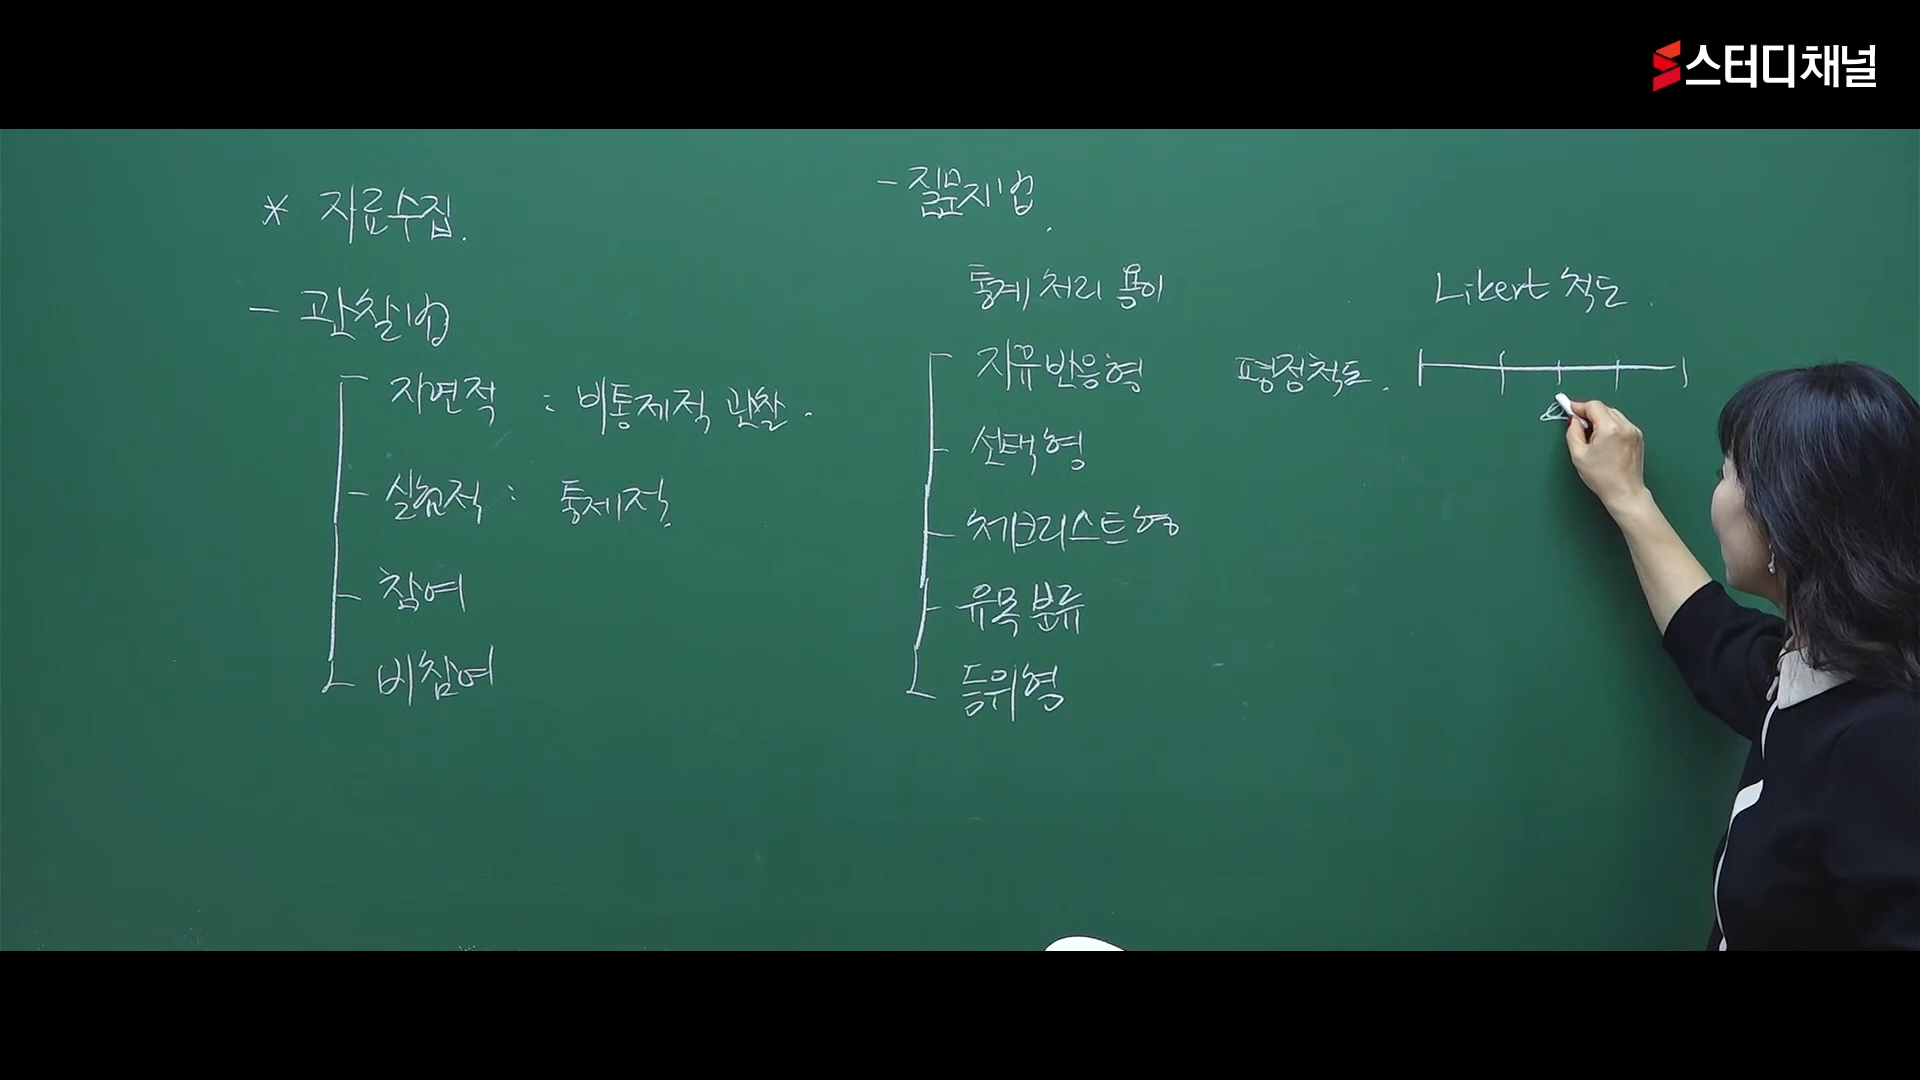 스터디채널
* 자료수집.
- 관찰법
자연적 : 비통제적 관찰.
실험적 : 통제적.
참여
비참여
- 질문지법.
통계 처리 용이
자유반응형
선택형
체크리스트형
유목분류
등위형
평정척도.
Likert 척도.